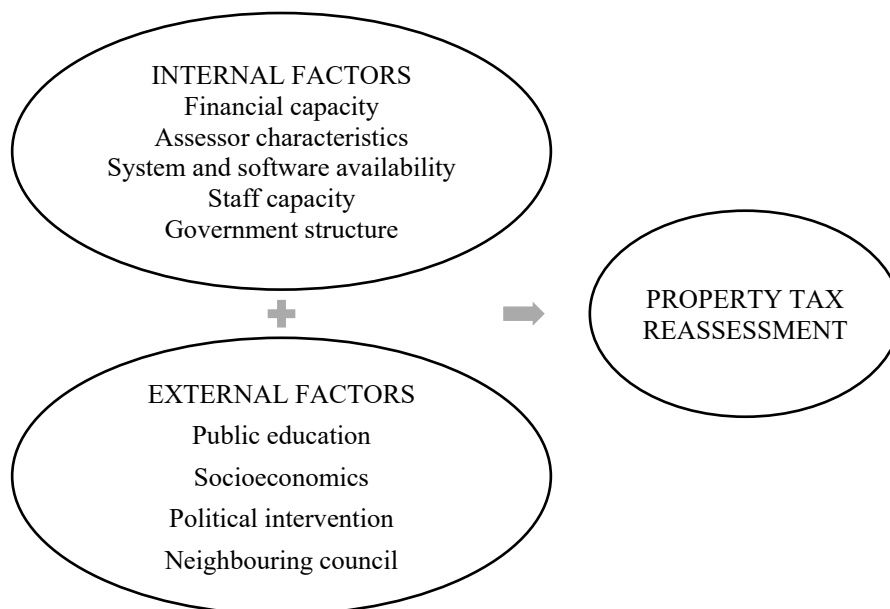 INTERNAL FACTORS
Financial capacity
Assessor characteristics
System and software availability
Staff capacity
Government structure
PROPERTY TAX
REASSESSMENT
EXTERNAL FACTORS
Public education
Socioeconomics
Political intervention
Neighbouring council